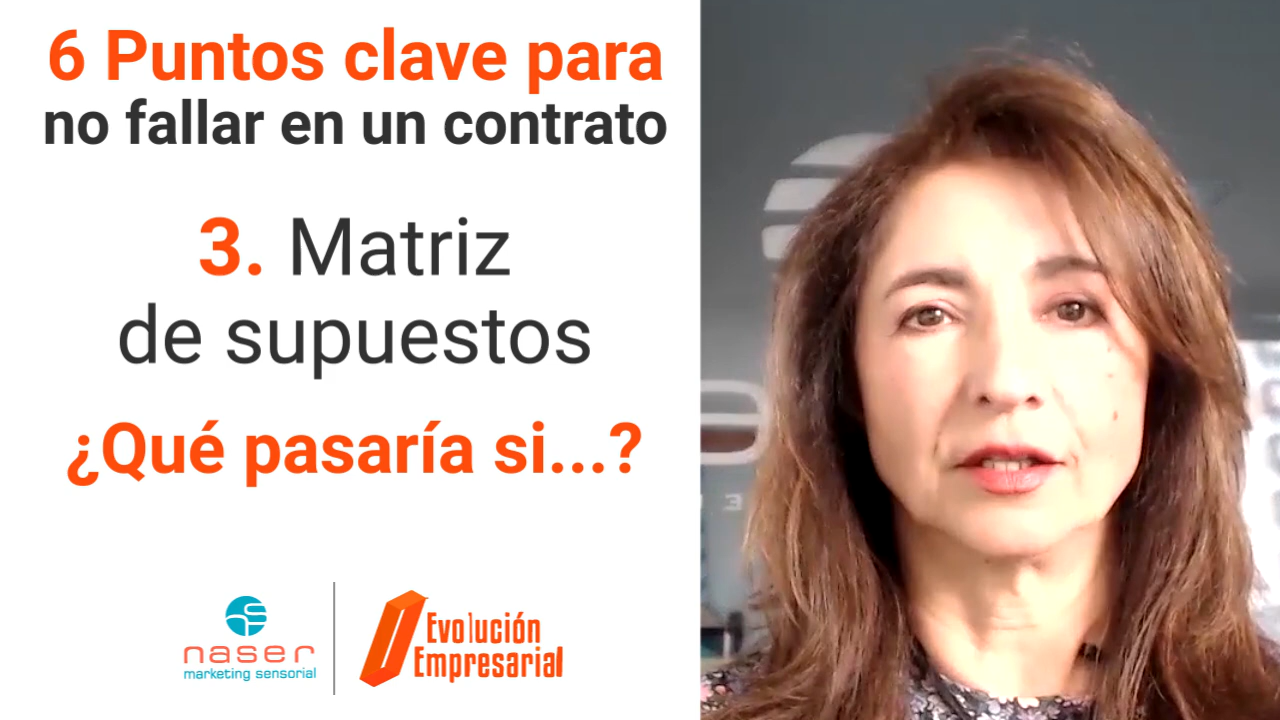 6 Puntos clave para
no fallar en un contrato
3. Matriz
de supuestos
¿Qué pasaría si...?
naser
marketing sensorial
Evolución
Empresarial